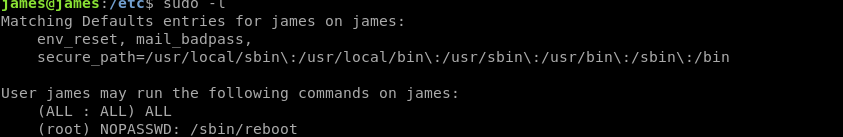 james@james:/etc$ sudo -l
Matching Defaults entries for james on james:
    env_reset, mail_badpass,
    secure_path=/usr/local/sbin\:/usr/local/bin\:/usr/sbin\:/usr/bin\:/sbin\:/bin

User james may run the following commands on james:
    (ALL : ALL) ALL
    (root) NOPASSWD: /sbin/reboot